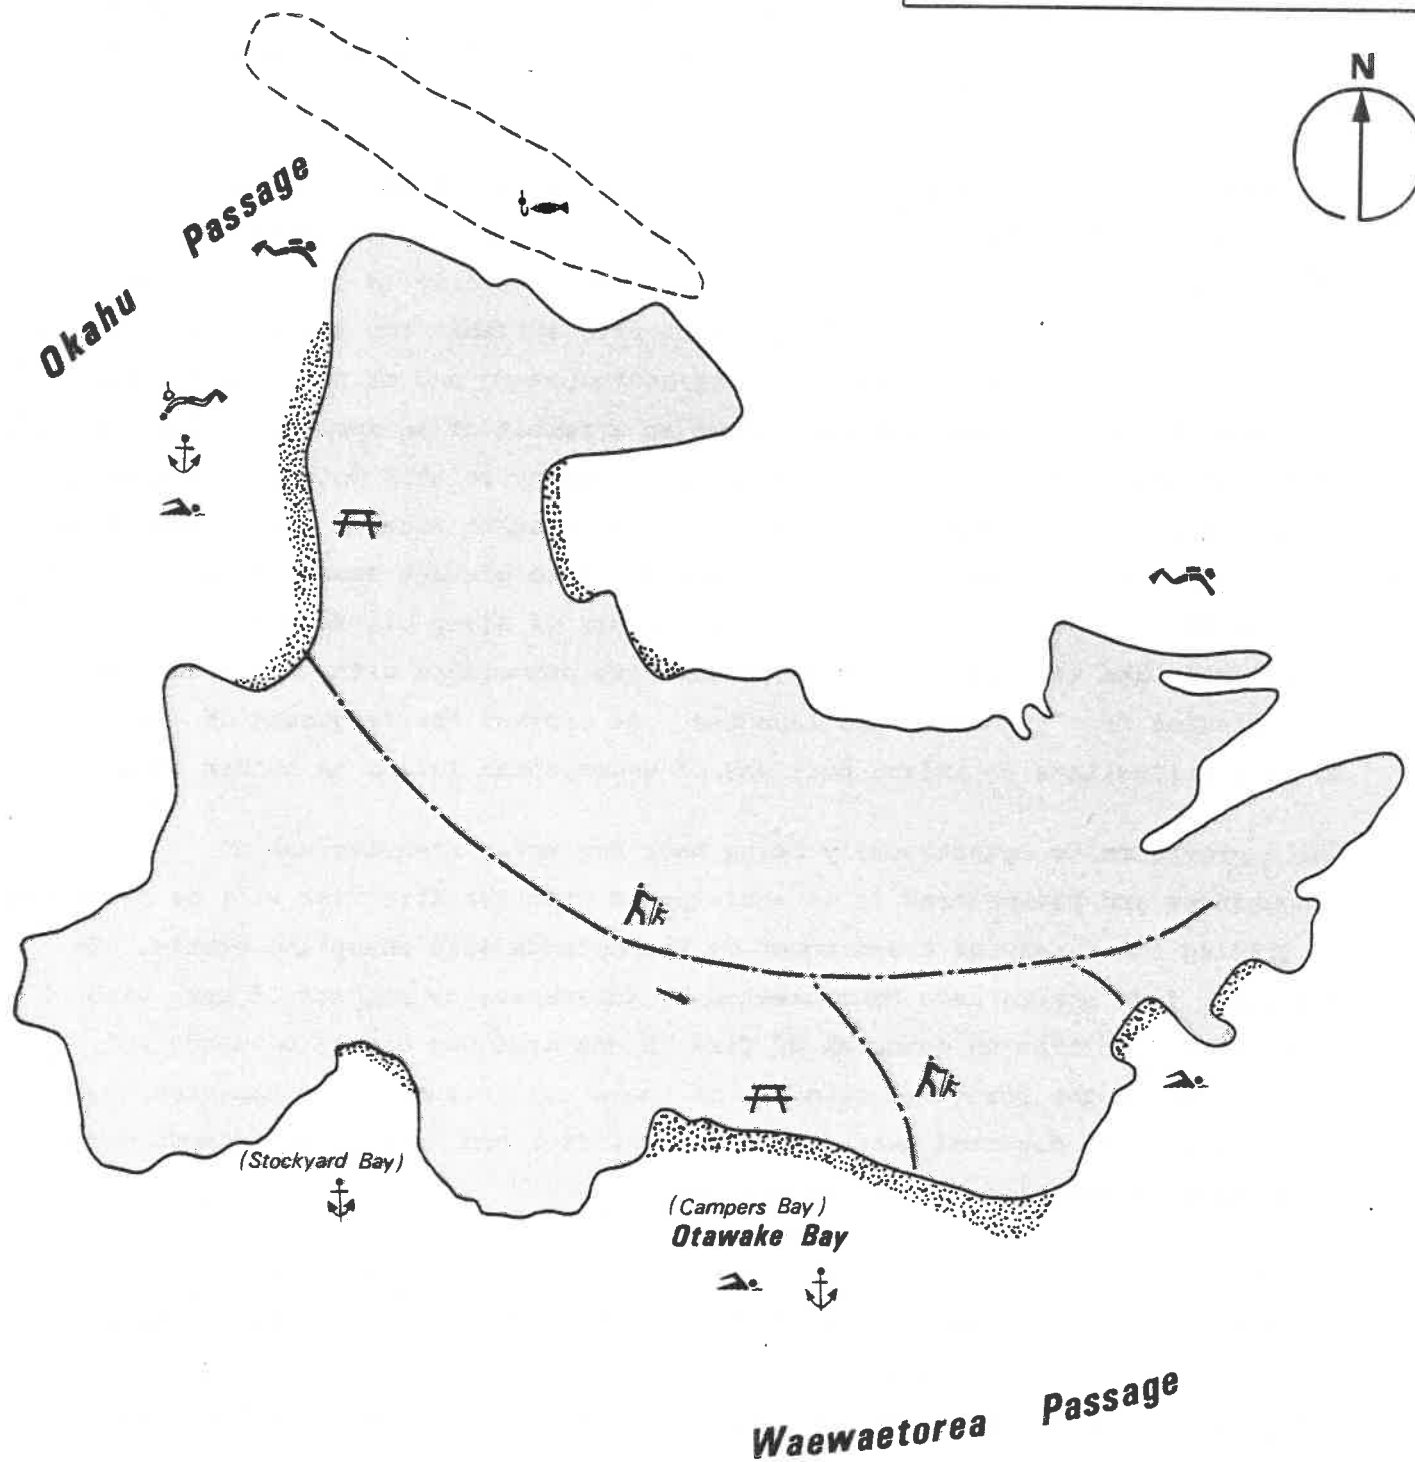 N
Okahu Passage
(Stockyard Bay)
(Campers Bay)
Otawake Bay
Waewaetorea Passage